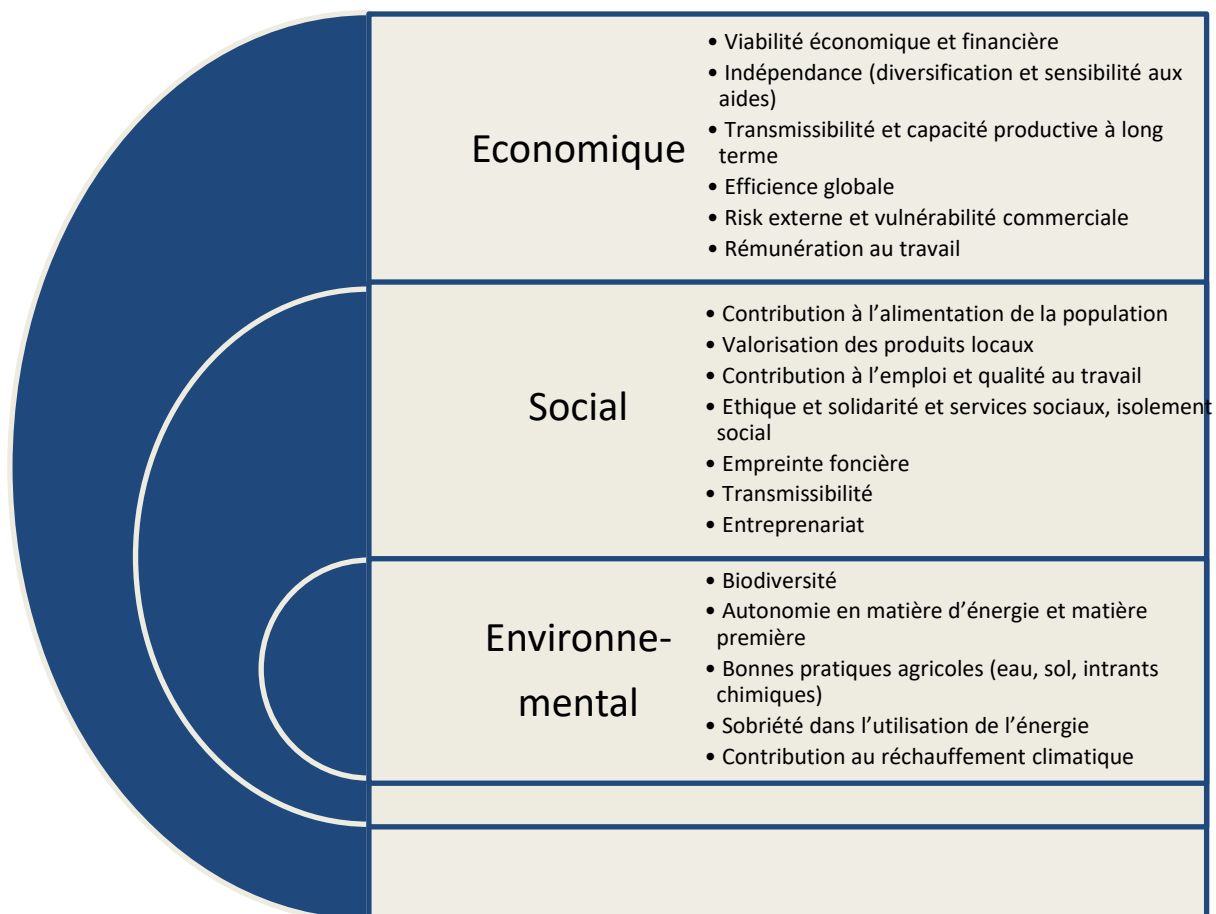 Economique
• Viabilité économique et financière
• Indépendance (diversification et sensibilité aux
aides)
• Transmissibilité et capacité productive à long
terme
• Efficience globale
• Risk externe et vulnérabilité commerciale
• Rémunération au travail
Social
• Contribution à l’alimentation de la population
• Valorisation des produits locaux
• Contribution à l’emploi et qualité au travail
• Ethique et solidarité et services sociaux, isolement
social
• Empreinte foncière
• Transmissibilité
• Entreprenariat
Environne-
mental
• Biodiversité
• Autonomie en matière d’énergie et matière
première
• Bonnes pratiques agricoles (eau, sol, intrants
chimiques)
• Sobriété dans l’utilisation de l’énergie
• Contribution au réchauffement climatique